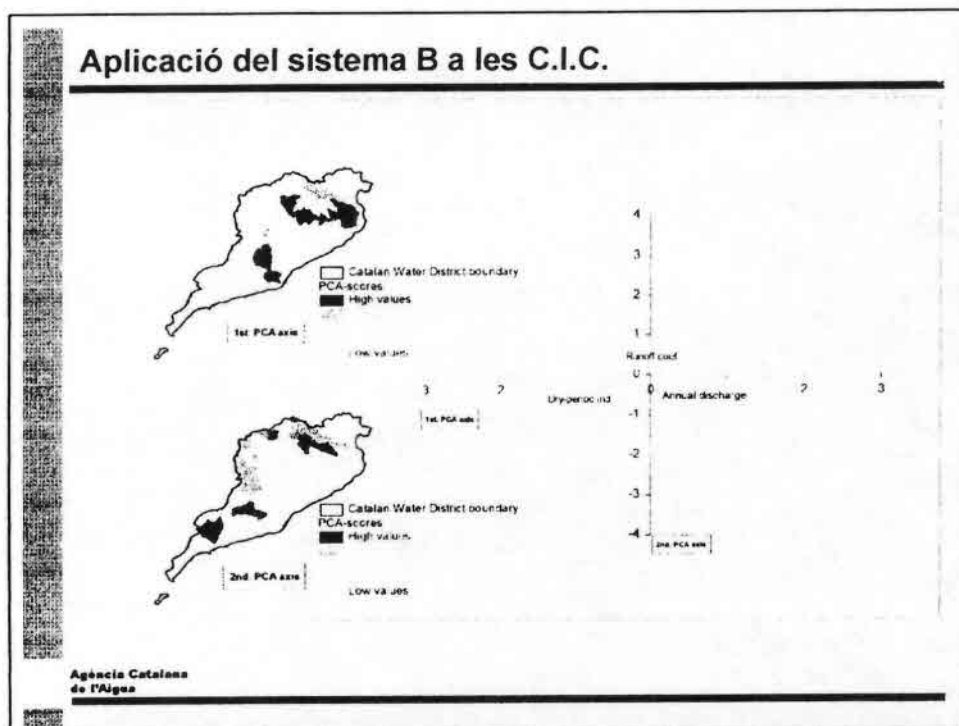 Aplicació del sistema B a les C.I.C.
Catalan Water District boundary
PCA-scores
High values
1st. PCA axis
Low values
Catalan Water District boundary
PCA-scores
High values
2nd. PCA axis
Low values
4
3
2
1
Runoff coef
0
3 2 0 2 3
Dry-period ind
Annual discharge
1st. PCA axis
-1
-2
-3
-4
2nd. PCA axis
Agència Catalana
de l'Aigua